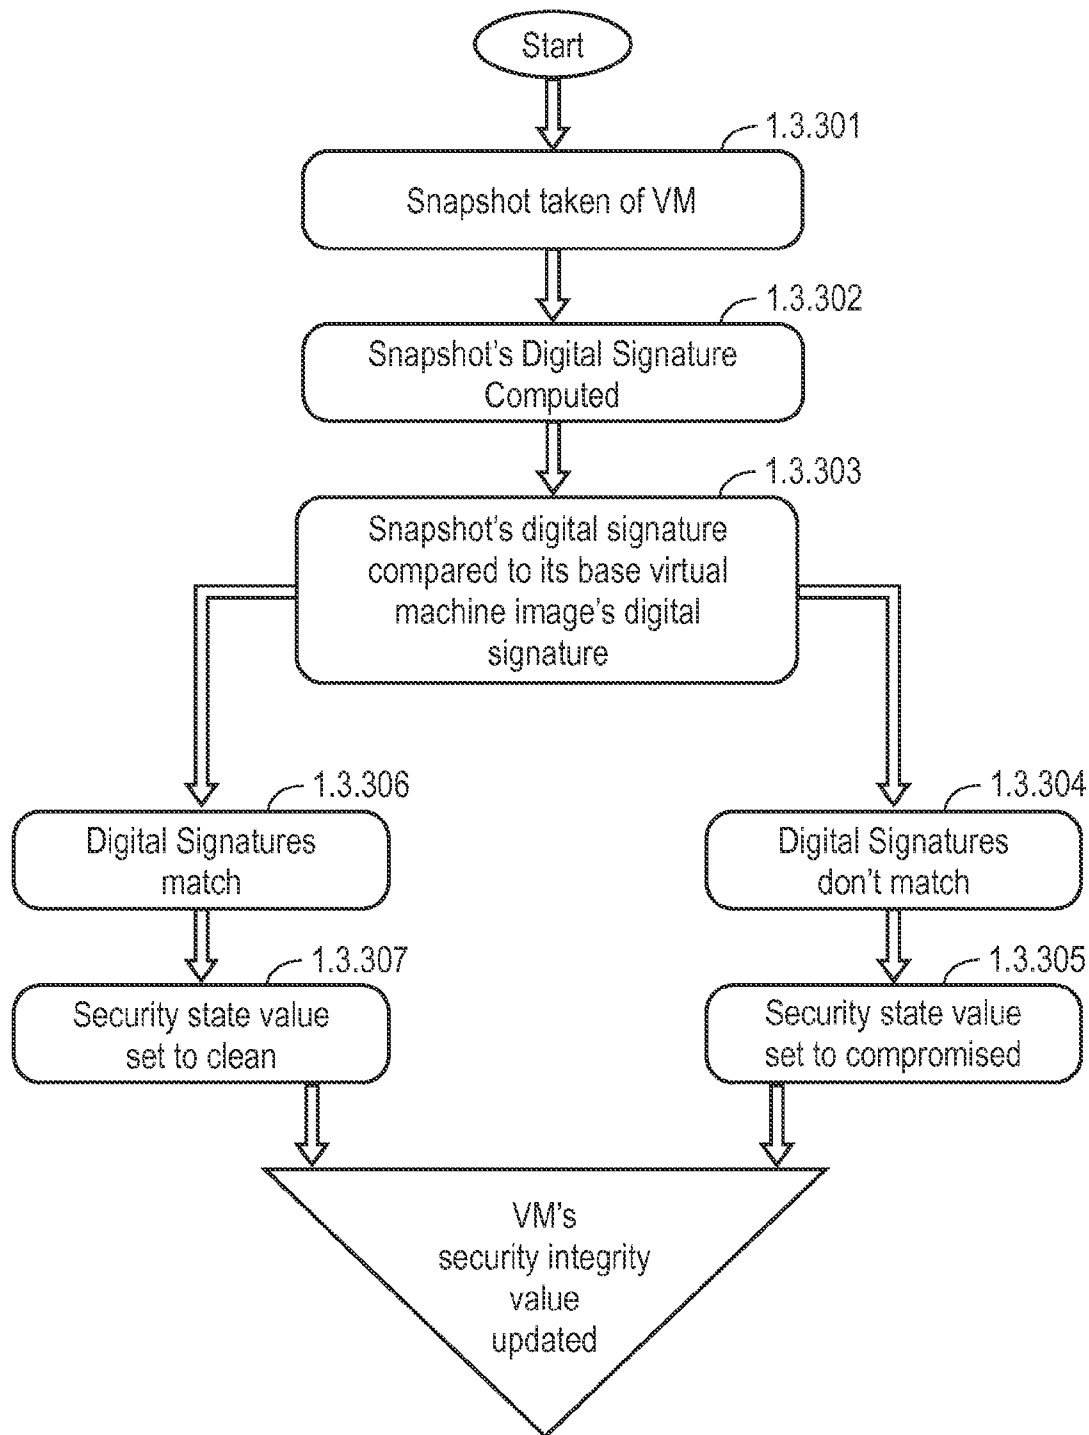 Start
1.3.301
Snapshot taken of VM
1.3.302
Snapshot's Digital Signature
Computed
1.3.303
Snapshot's digital signature
compared to its base virtual
machine image's digital
signature
1.3.306
Digital Signatures
match
1.3.304
Digital Signatures
don't match
1.3.307
Security state value
set to clean
1.3.305
Security state value
set to compromised
VM's
security integrity
value
updated